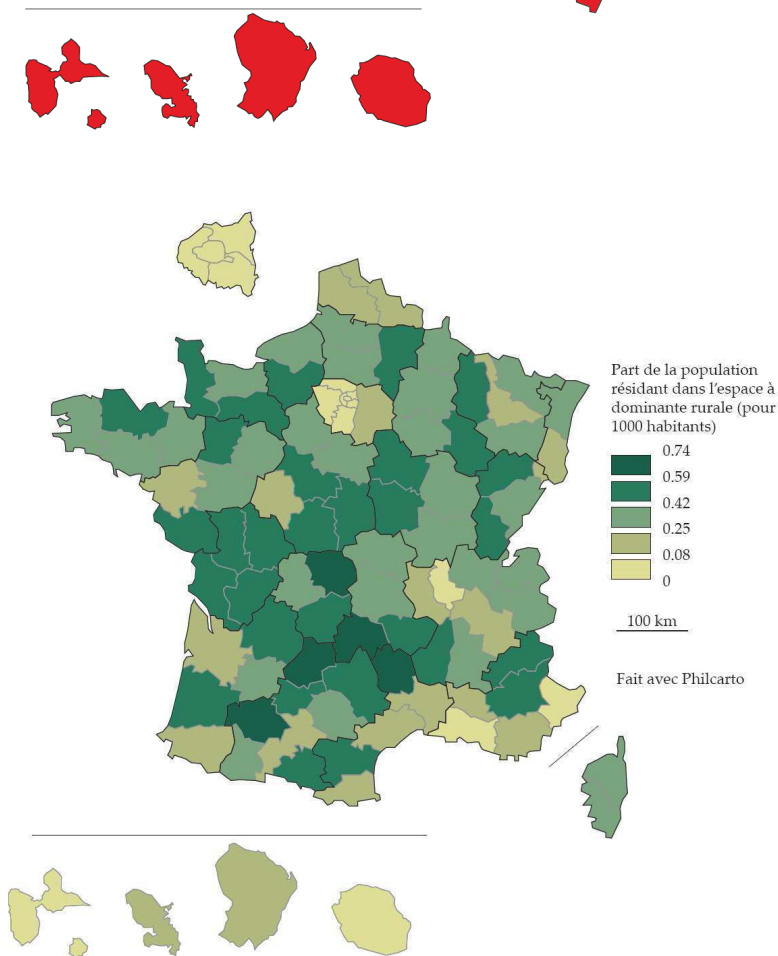 Part de la population
résidant dans l'espace à
dominante rurale (pour
1000 habitants)
0.74
0.59
0.42
0.25
0.08
0
100 km
Fait avec Philcarto